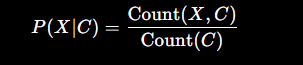 P(X|C) = Count(X, C) / Count(C)